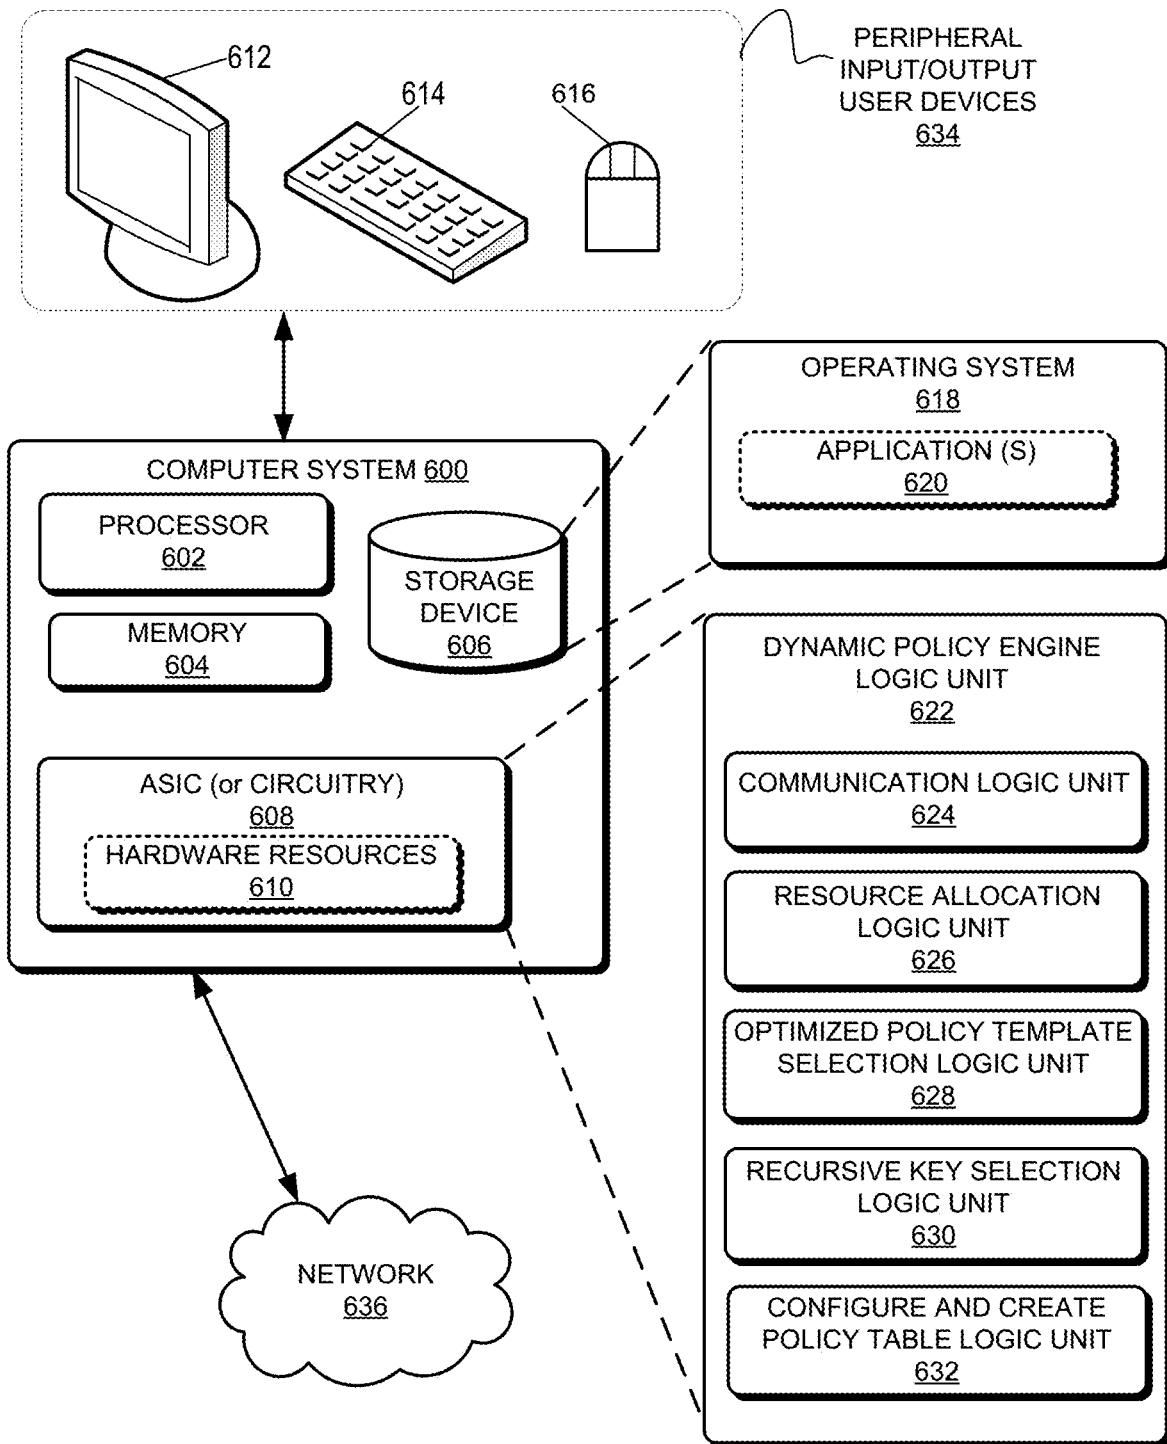 612
614
616
PERIPHERAL
INPUT/OUTPUT
USER DEVICES
634
COMPUTER SYSTEM 600
PROCESSOR
602
MEMORY
604
STORAGE
DEVICE
606
ASIC (or CIRCUITRY)
608
HARDWARE RESOURCES
610
OPERATING SYSTEM
618
APPLICATION (S)
620
DYNAMIC POLICY ENGINE
LOGIC UNIT
622
COMMUNICATION LOGIC UNIT
624
RESOURCE ALLOCATION
LOGIC UNIT
626
OPTIMIZED POLICY TEMPLATE
SELECTION LOGIC UNIT
628
RECURSIVE KEY SELECTION
LOGIC UNIT
630
CONFIGURE AND CREATE
POLICY TABLE LOGIC UNIT
632
NETWORK
636